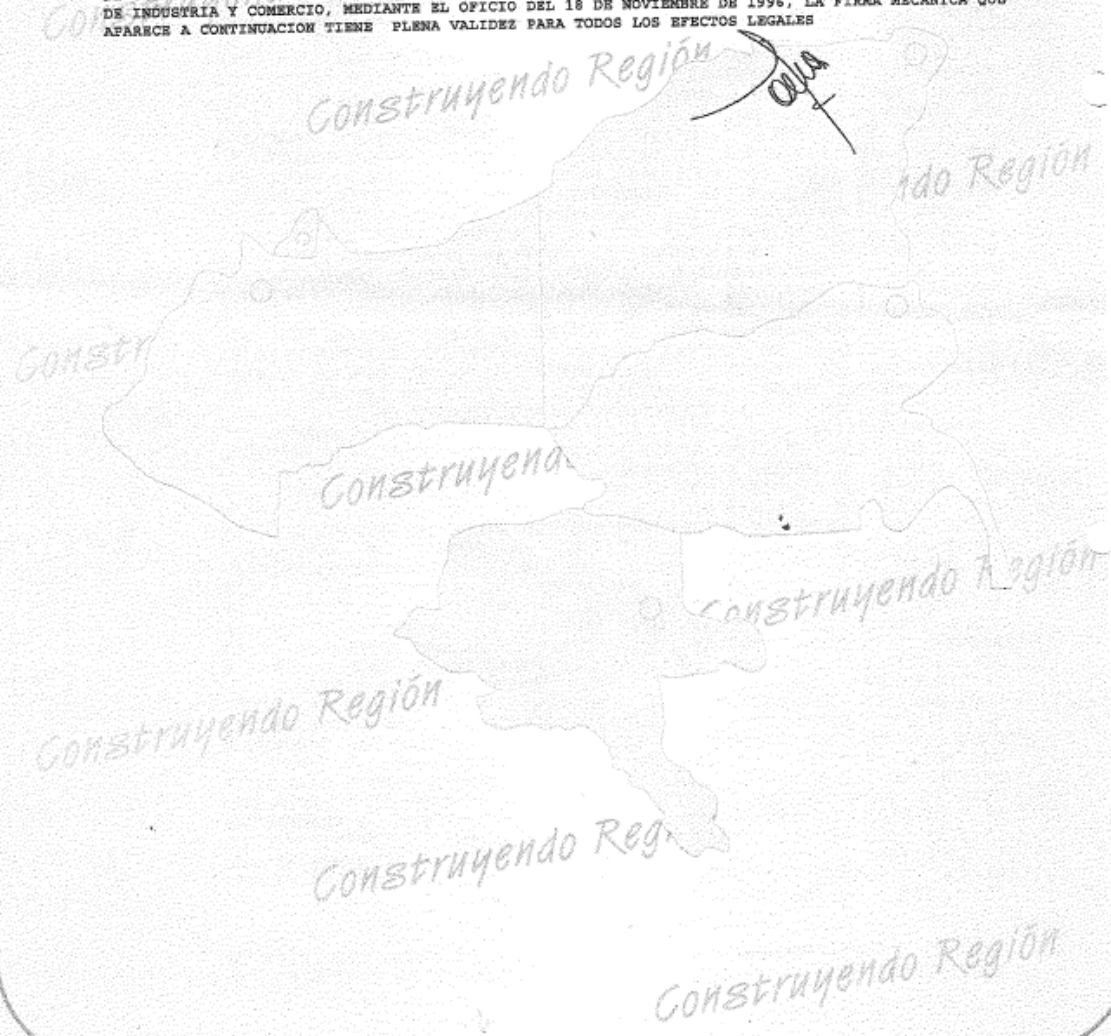 DE INDUSTRIA Y COMERCIO, MEDIANTE EL OFICIO DEL 18 DE NOVIEMBRE DE 1996, LA FIRMA MECANICA QUE
APARECE A CONTINUACION TIENE PLENA VALIDEZ PARA TODOS LOS EFECTOS LEGALES
Construyendo Región
ndo Región
Constr
Construyend
Construyendo Región
Construyendo Región
Construyendo Reg
Construyendo Región